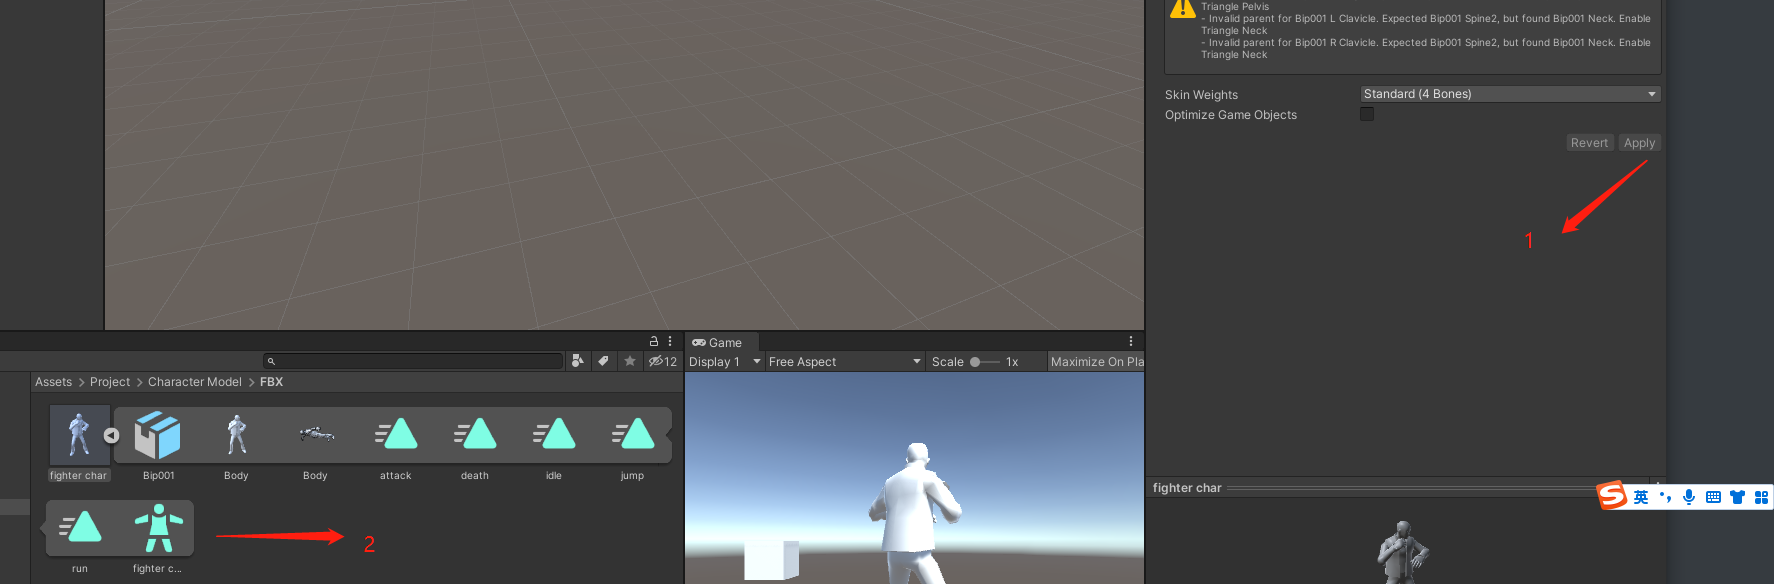 Triangle Pelvis
- Invalid parent for Bip001 L Clavicle. Expected Bip001 Spine2, but found Bip001 Neck. Enable
Triangle Neck
- Invalid parent for Bip001 R Clavicle. Expected Bip001 Spine2, but found Bip001 Neck. Enable
Triangle Neck
Skin Weights
Standard (4 Bones)
Optimize Game Objects
Revert Apply
1
12
Game
Display 1 Free Aspect Scale 1x Maximize On Pla
Assets Project Character Model FBX
fighter char Bip001 Body Body attack death idle jump
fighter char
英
2
run fighter c...